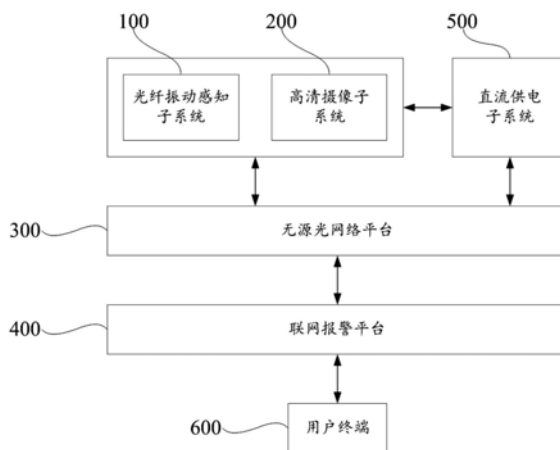 100
200
500
光纤振动感知
子系统
高清摄像子
系统
直流供电
子系统
300
无源光网络平台
400
联网报警平台
600
用户终端